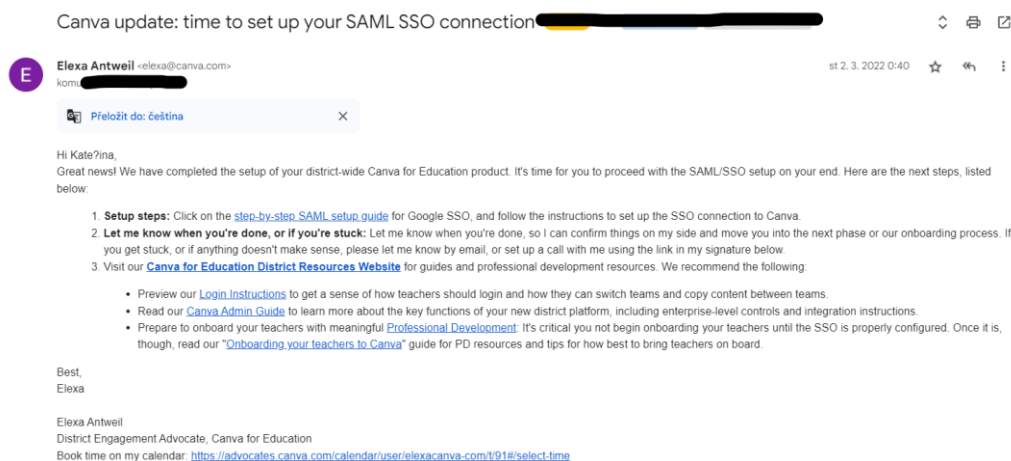 Canva update: time to set up your SAML SSO connection
E
Elexa Antweil <elexa@canva.com>
st 2. 3. 2022 0:40
komu
Přeložit do: čeština
Hi Kate?ina,
Great news! We have completed the setup of your district-wide Canva for Education product. It's time for you to proceed with the SAML/SSO setup on your end. Here are the next steps, listed
below:
1. Setup steps: Click on the step-by-step SAML setup guide for Google SSO, and follow the instructions to set up the SSO connection to Canva.
2. Let me know when you're done, or if you're stuck: Let me know when you're done, so I can confirm things on my side and move you into the next phase or our onboarding process. If
you get stuck, or if anything doesn't make sense, please let me know by email, or set up a call with me using the link in my signature below.
3. Visit our Canva for Education District Resources Website for guides and professional development resources. We recommend the following:
• Preview our Login Instructions to get a sense of how teachers should login and how they can switch teams and copy content between teams.
• Read our Canva Admin Guide to learn more about the key functions of your new district platform, including enterprise-level controls and integration instructions.
• Prepare to onboard your teachers with meaningful Professional Development: It's critical you not begin onboarding your teachers until the SSO is properly configured. Once it is,
though, read our "Onboarding your teachers to Canva" guide for PD resources and tips for how best to bring teachers on board.
Best,
Elexa
Elexa Antweil
District Engagement Advocate, Canva for Education
Book time on my calendar: https://advocates.canva.com/calendar/user/elexacanva-com/t/91#/select-time